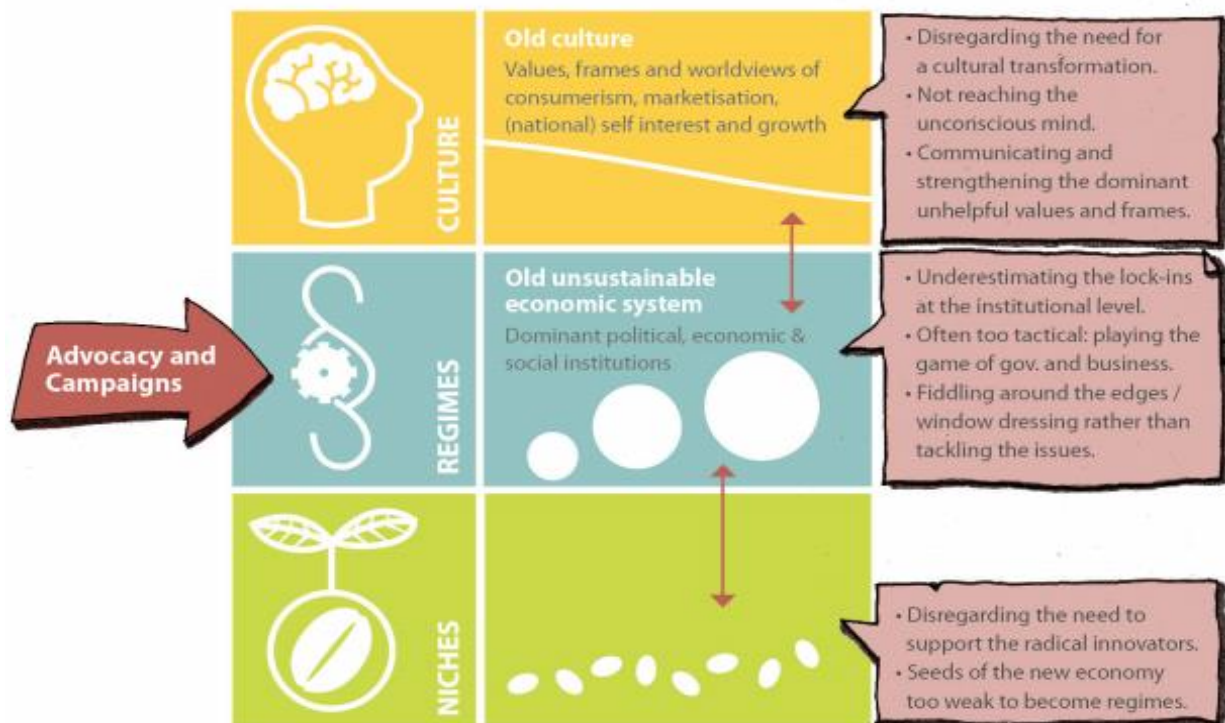 CULTURE
Old culture
Values, frames and worldviews of
consumerism, marketisation,
(national) self interest and growth
• Disregarding the need for
a cultural transformation.
• Not reaching the
unconscious mind.
• Communicating and
strengthening the dominant
unhelpful values and frames.
Advocacy and
Campaigns
REGIMES
Old unsustainable
economic system
Dominant political, economic &
social institutions
• Underestimating the lock-ins
at the institutional level.
• Often too tactical: playing the
game of gov. and business.
• Fiddling around the edges /
window dressing rather than
tackling the issues.
NICHES
• Disregarding the need to
support the radical innovators.
• Seeds of the new economy
too weak to become regimes.